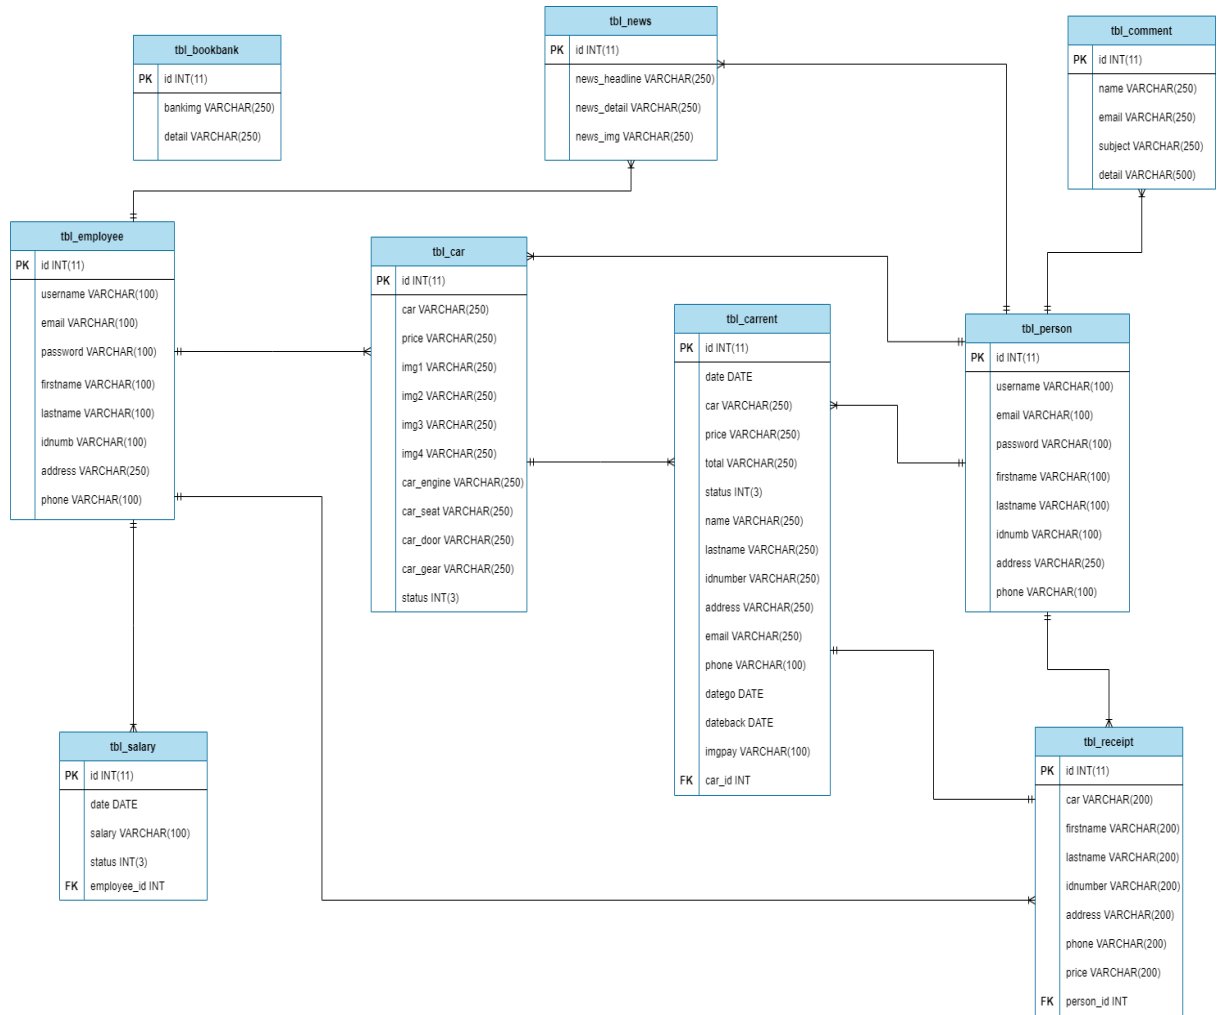 tbl_bookbank
PK id INT(11)
bankimg VARCHAR(250)
detail VARCHAR(250)
tbl_news
PK id INT(11)
news_headline VARCHAR(250)
news_detail VARCHAR(250)
news_img VARCHAR(250)
tbl_comment
PK id INT(11)
name VARCHAR(250)
email VARCHAR(250)
subject VARCHAR(250)
detail VARCHAR(500)
tbl_employee
PK id INT(11)
username VARCHAR(100)
email VARCHAR(100)
password VARCHAR(100)
firstname VARCHAR(100)
lastname VARCHAR(100)
idnumb VARCHAR(100)
address VARCHAR(250)
phone VARCHAR(100)
tbl_car
PK id INT(11)
car VARCHAR(250)
price VARCHAR(250)
img1 VARCHAR(250)
img2 VARCHAR(250)
img3 VARCHAR(250)
img4 VARCHAR(250)
car_engine VARCHAR(250)
car_seat VARCHAR(250)
car_door VARCHAR(250)
car_gear VARCHAR(250)
status INT(3)
tbl_carrent
PK id INT(11)
date DATE
car VARCHAR(250)
price VARCHAR(250)
total VARCHAR(250)
status INT(3)
name VARCHAR(250)
lastname VARCHAR(250)
idnumber VARCHAR(250)
address VARCHAR(250)
email VARCHAR(250)
phone VARCHAR(100)
datego DATE
dateback DATE
imgpay VARCHAR(100)
FK car_id INT
tbl_person
PK id INT(11)
username VARCHAR(100)
email VARCHAR(100)
password VARCHAR(100)
firstname VARCHAR(100)
lastname VARCHAR(100)
idnumb VARCHAR(100)
address VARCHAR(250)
phone VARCHAR(100)
tbl_salary
PK id INT(11)
date DATE
salary VARCHAR(100)
status INT(3)
FK employee_id INT
tbl_receipt
PK id INT(11)
car VARCHAR(200)
firstname VARCHAR(200)
lastname VARCHAR(200)
idnumber VARCHAR(200)
address VARCHAR(200)
phone VARCHAR(200)
price VARCHAR(200)
FK person_id INT